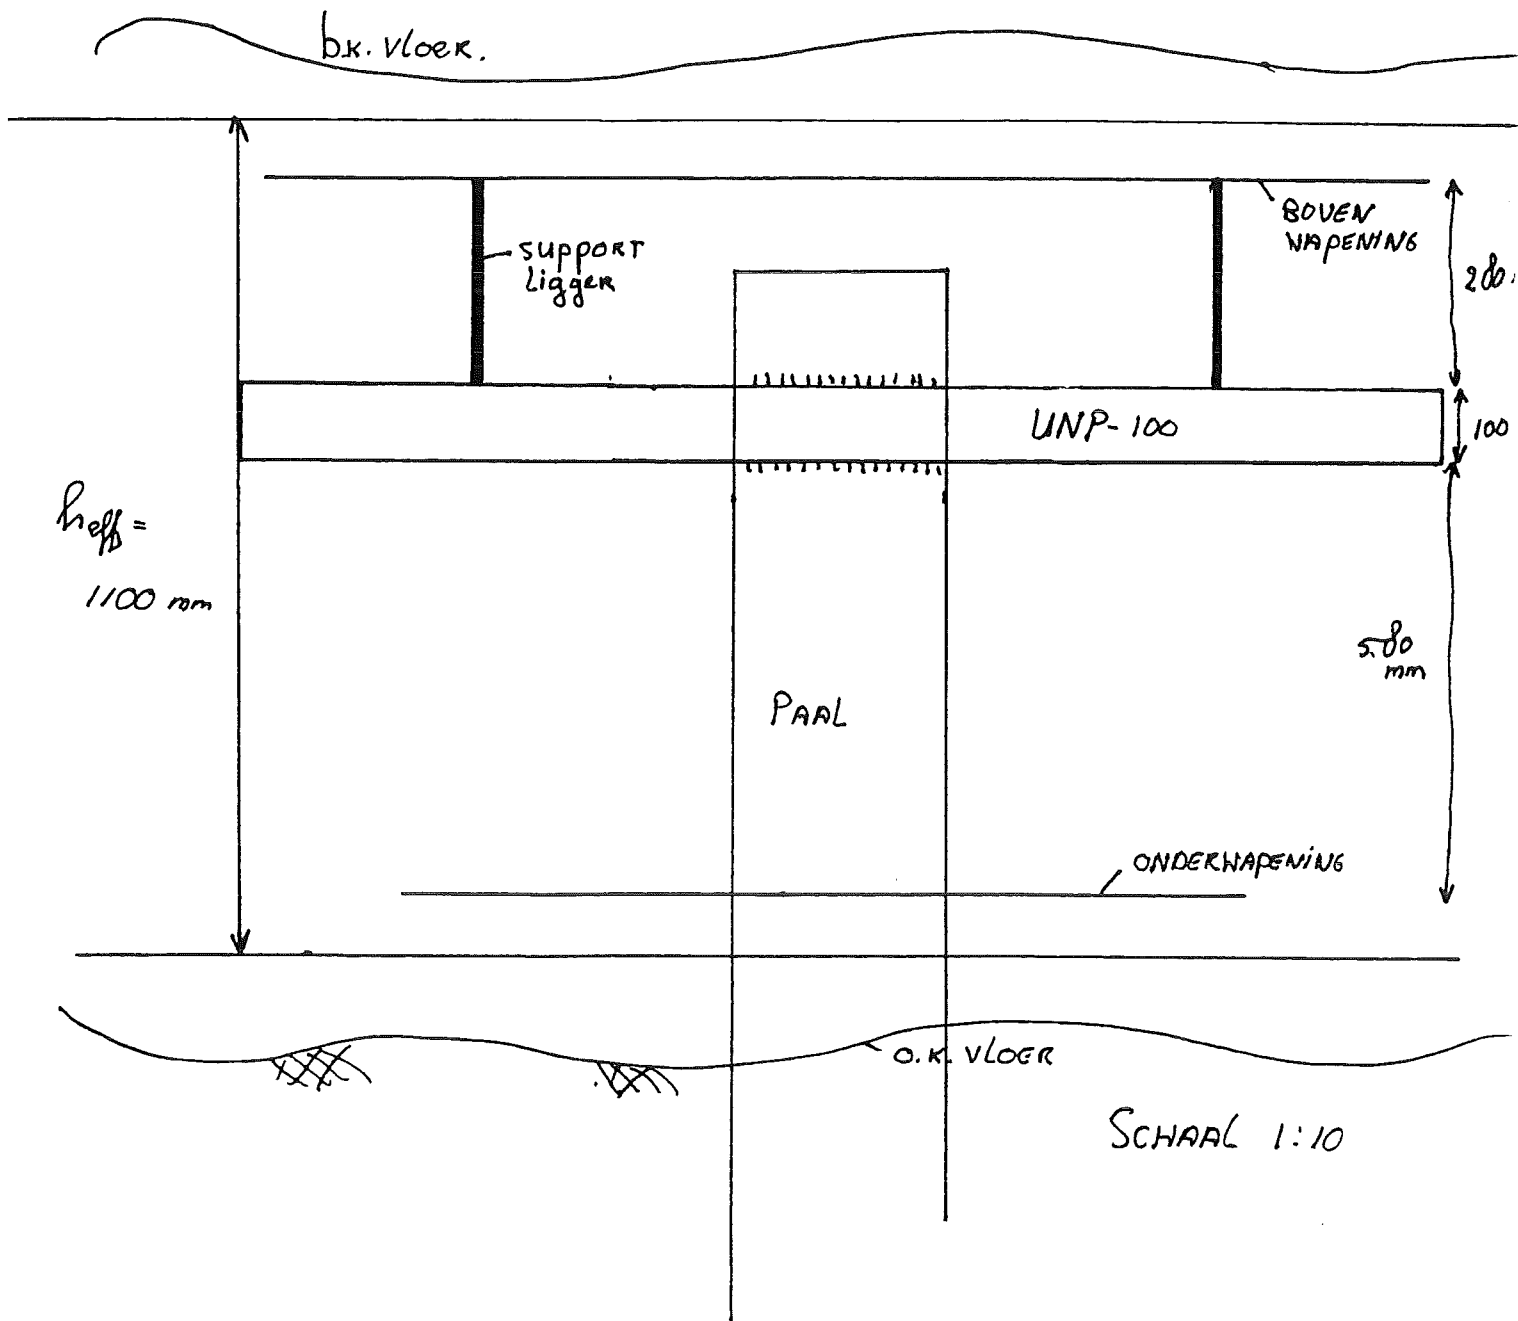 b.k. vloer.
BOVEN
WAPENING
support
ligger
280.
UNP-100
100
heff =
1100 mm
580
mm
PAAL
ONDERWAPENING
O.K. VLOER
SCHAAL 1:10